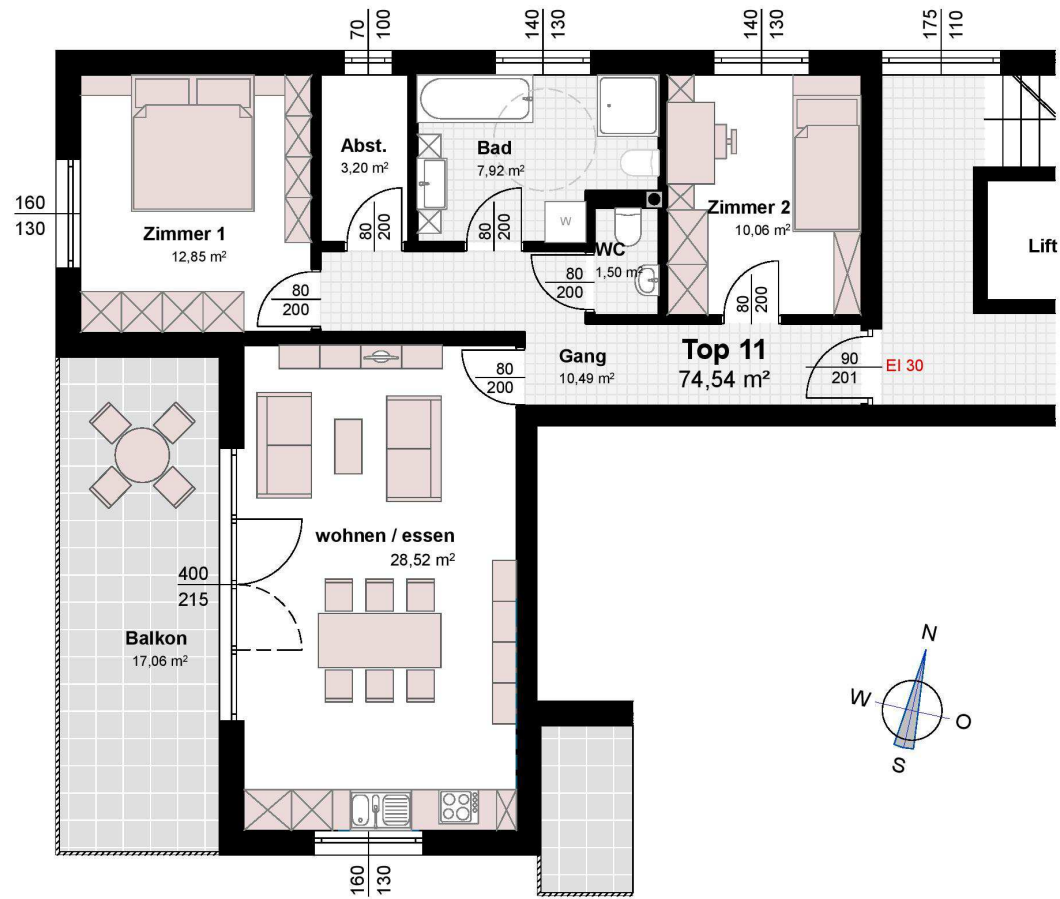 70
100
140
130
140
130
175
110
Abst.
3,20 m²
Bad
7,92 m²
160
130
Zimmer 1
12,85 m²
80
200
80
200
W
WC
1,50 m²
Zimmer 2
10,06 m²
Lift
80
200
80
200
80
200
Top 11
74,54 m²
Gang
10,49 m²
80
200
90
201
EI 30
wohnen / essen
28,52 m²
400
215
Balkon
17,06 m²
N
W
O
S
160
130